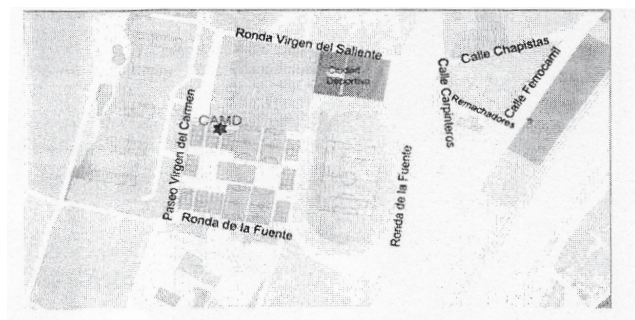 Ronda Virgen del Saliente
Calle Chapistas
Ciudad
Deportiva
Calle Carpinteros
Calle Ferrocarril
Remachadores
Paseo Virgen del Carmen
CAMD
Ronda de la Fuente
Ronda de la Fuente